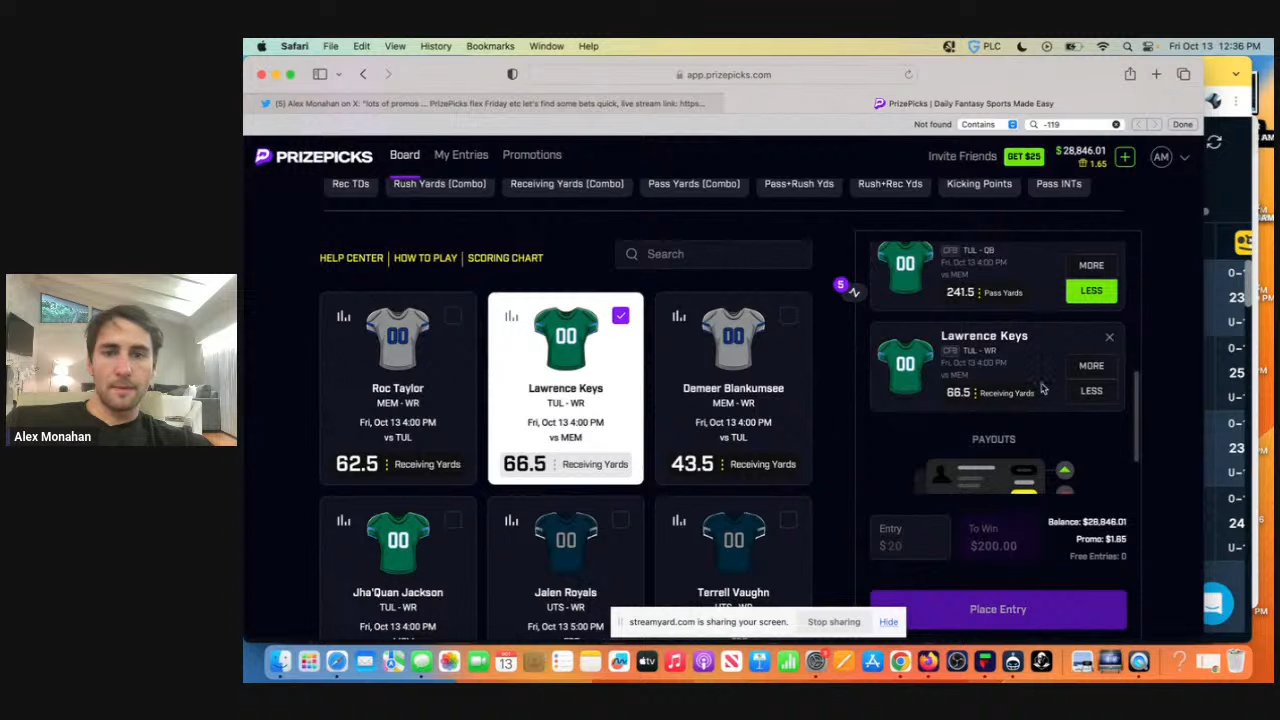 Safari File Edit View History Bookmarks Window Help
PLC Fri Oct 13 12:36 PM
app.prizepicks.com
(5) Alex Monahan on X: "lots of promos ... PrizePicks flex Friday etc let's find some bets quick, live stream link: https...
PrizePicks | Daily Fantasy Sports Made Easy
Not found Contains -119 Done
PRIZEPICKS Board My Entries Promotions
Invite Friends GET $25 $28,846.01 1.65 + AM
Rec TDs Rush Yards (Combo) Receiving Yards (Combo) Pass Yards (Combo) Pass+Rush Yds Rush+Rec Yds Kicking Points Pass INTs
HELP CENTER | HOW TO PLAY | SCORING CHART
Search
00
Roc Taylor
MEM - WR
Fri, Oct 13 4:00 PM
vs TUL
62.5 Receiving Yards
00
Lawrence Keys
TUL - WR
Fri, Oct 13 4:00 PM
vs MEM
66.5 Receiving Yards
00
Demeer Blankumsee
MEM - WR
Fri, Oct 13 4:00 PM
vs TUL
43.5 Receiving Yards
00
Jha'Quan Jackson
TUL - WR
Fri, Oct 13 4:00 PM
vs MEM
00
Jalen Royals
UTS - WR
Fri, Oct 13 5:00 PM
00
Terrell Vaughn
UTS - WR
5
00
CFB TUL - QB
Fri, Oct 13 4:00 PM
vs MEM
241.5 Pass Yards
MORE
LESS
00
Lawrence Keys
CFB TUL - WR
Fri, Oct 13 4:00 PM
vs MEM
66.5 Receiving Yards
MORE
LESS
PAYOUTS
Entry
$ 20
To Win
$200.00
Balance: $28,846.01
Promo: $1.65
Free Entries: 0
Place Entry
streamyard.com is sharing your screen. Stop sharing Hide
Alex Monahan
OCT
13
0-
23
U-
25
23
U-
0-
24
U-